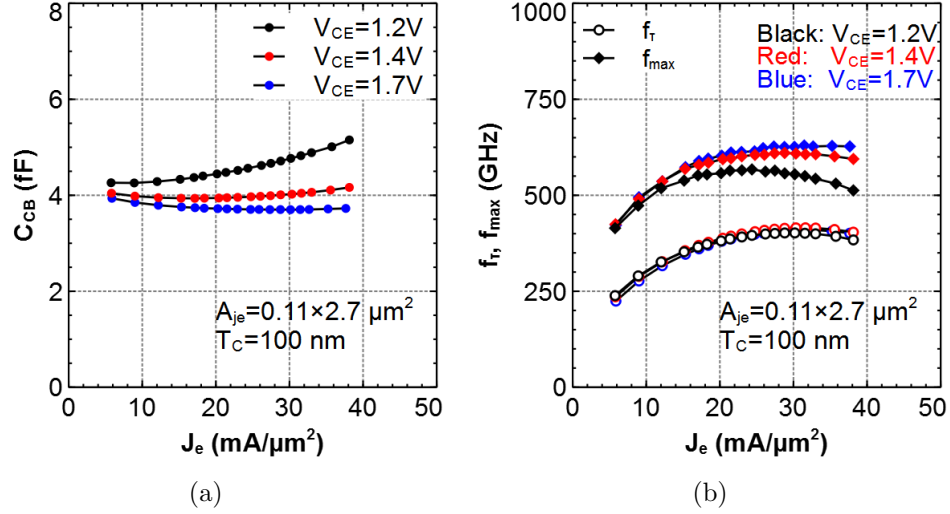 V_CE=1.2V
V_CE=1.4V
V_CE=1.7V
8
6
4
2
0
C_CB (fF)
A_je=0.11×2.7 µm²
T_C=100 nm
0 10 20 30 40 50
J_e (mA/µm²)
(a)
f_τ
f_max
Black: V_CE=1.2V
Red: V_CE=1.4V
Blue: V_CE=1.7V
1000
750
500
250
0
f_τ, f_max (GHz)
A_je=0.11×2.7 µm²
T_C=100 nm
0 10 20 30 40 50
J_e (mA/µm²)
(b)